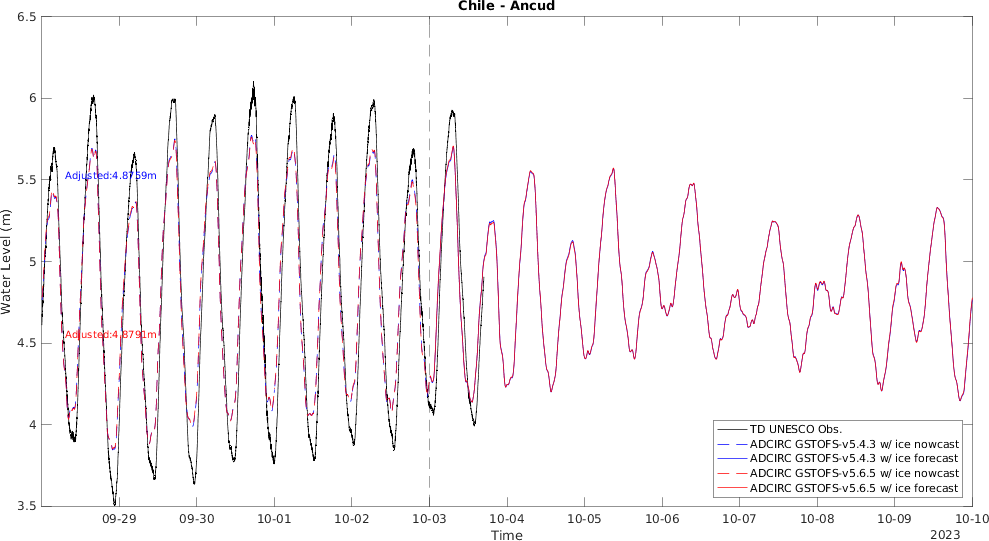 Chile - Ancud
6.5
6
5.5
5
4.5
4
3.5
Water Level (m)
Adjusted:4.8759m
Adjusted:4.8791m
TD UNESCO Obs.
ADCIRC GSTOFS-v5.4.3 w/ ice nowcast
ADCIRC GSTOFS-v5.4.3 w/ ice forecast
ADCIRC GSTOFS-v5.6.5 w/ ice nowcast
ADCIRC GSTOFS-v5.6.5 w/ ice forecast
09-29 09-30 10-01 10-02 10-03 10-04 10-05 10-06 10-07 10-08 10-09 10-10
Time
2023